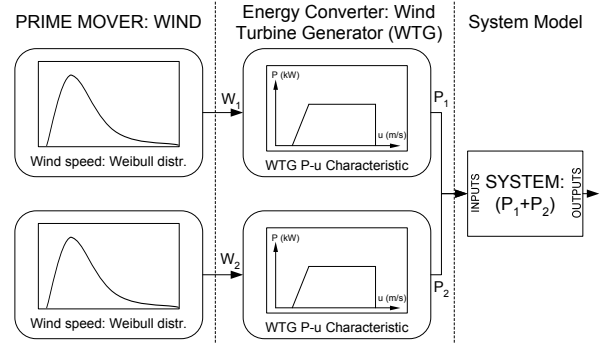 PRIME MOVER: WIND
Energy Converter: Wind
Turbine Generator (WTG)
System Model
Wind speed: Weibull distr.
W1
P (kW)
u (m/s)
WTG P-u Characteristic
P1
INPUTS
SYSTEM:
(P1+P2)
OUTPUTS
Wind speed: Weibull distr.
W2
P (kW)
u (m/s)
WTG P-u Characteristic
P2